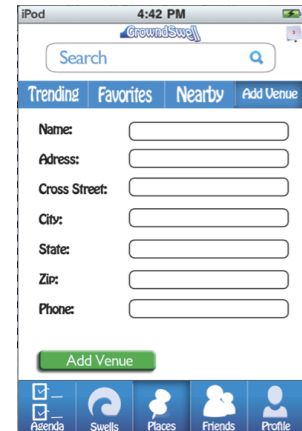 iPod 4:42 PM
GrowndSwell
Search
Trending Favorites Nearby Add Venue
Name:
Adress:
Cross Street:
City:
State:
Zip:
Phone:
Add Venue
Agenda Swells Places Friends Profile